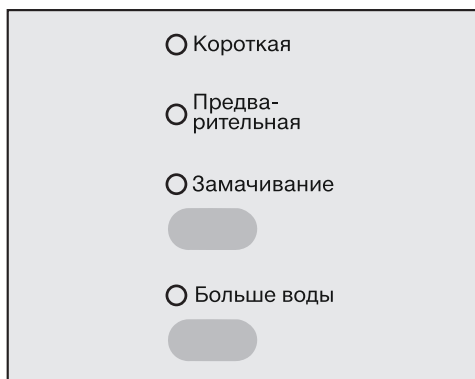 Короткая
Предва-
рительная
Замачивание
Больше воды